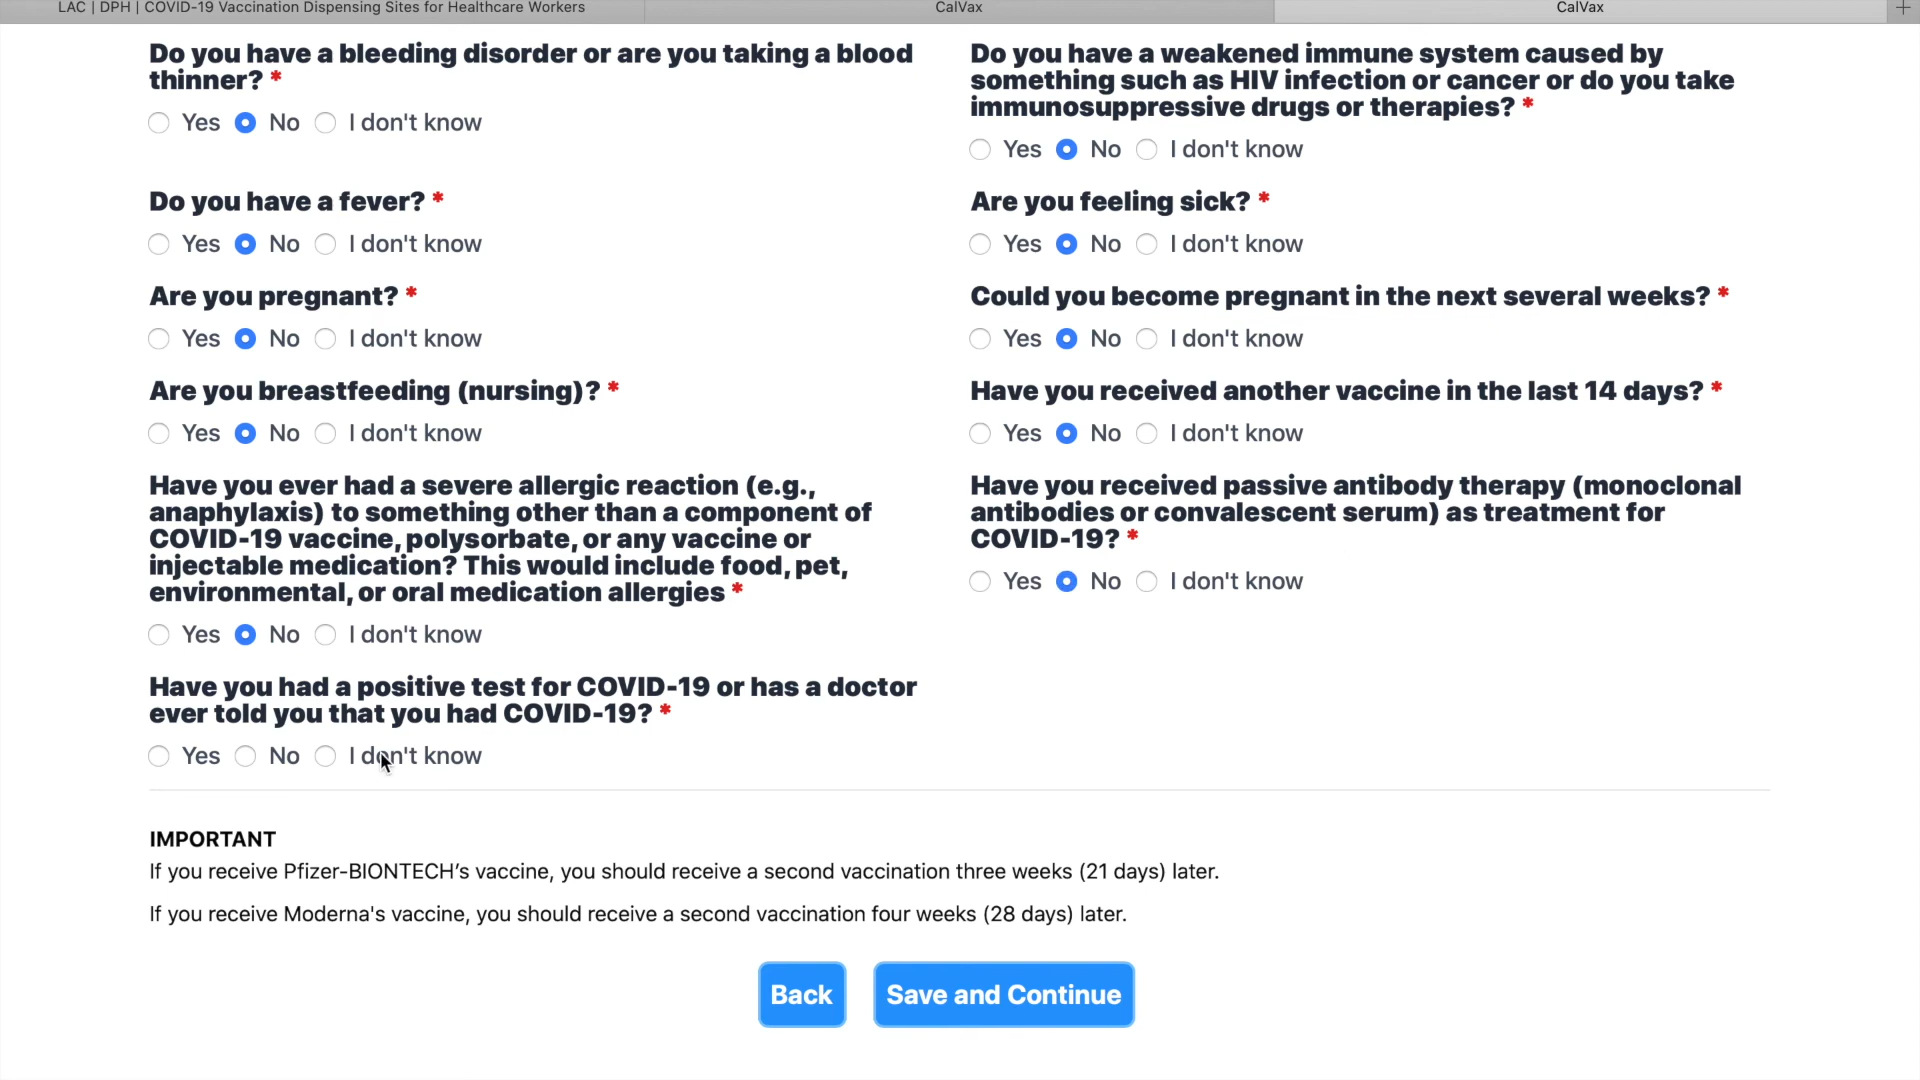 LAC | DPH | COVID-19 Vaccination Dispensing Sites for Healthcare Workers
CalVax
CalVax
Do you have a bleeding disorder or are you taking a blood
thinner? *
Yes No I don't know
Do you have a weakened immune system caused by
something such as HIV infection or cancer or do you take
immunosuppressive drugs or therapies? *
Yes No I don't know
Do you have a fever? *
Yes No I don't know
Are you feeling sick? *
Yes No I don't know
Are you pregnant? *
Yes No I don't know
Could you become pregnant in the next several weeks? *
Yes No I don't know
Are you breastfeeding (nursing)? *
Yes No I don't know
Have you received another vaccine in the last 14 days? *
Yes No I don't know
Have you ever had a severe allergic reaction (e.g.,
anaphylaxis) to something other than a component of
COVID-19 vaccine, polysorbate, or any vaccine or
injectable medication? This would include food, pet,
environmental, or oral medication allergies *
Yes No I don't know
Have you received passive antibody therapy (monoclonal
antibodies or convalescent serum) as treatment for
COVID-19? *
Yes No I don't know
Have you had a positive test for COVID-19 or has a doctor
ever told you that you had COVID-19? *
Yes No I don't know
IMPORTANT
If you receive Pfizer-BIONTECH’s vaccine, you should receive a second vaccination three weeks (21 days) later.
If you receive Moderna's vaccine, you should receive a second vaccination four weeks (28 days) later.
Back
Save and Continue